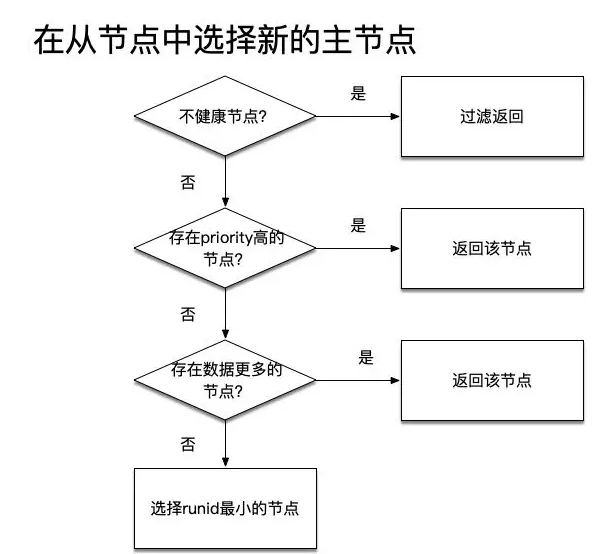 在从节点中选择新的主节点
不健康节点?
是
过滤返回
否
存在priority高的
节点?
是
返回该节点
否
存在数据更多的
节点?
是
返回该节点
否
选择runid最小的节点